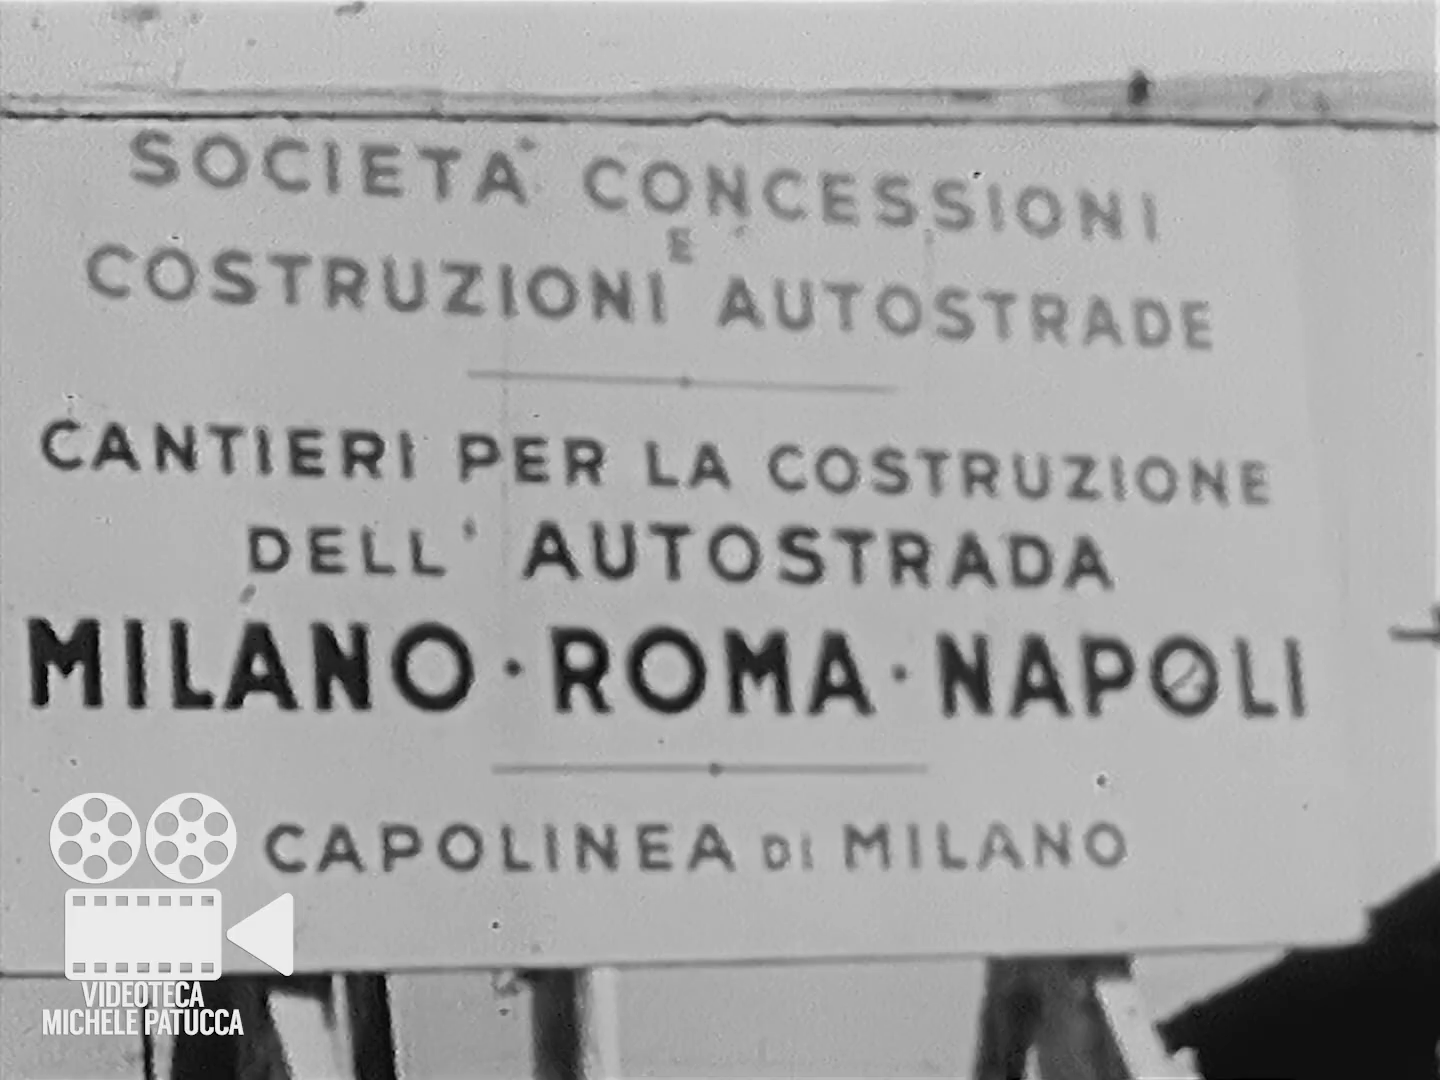 SOCIETA' CONCESSIONI
E
COSTRUZIONI AUTOSTRADE
CANTIERI PER LA COSTRUZIONE
DELL' AUTOSTRADA
MILANO · ROMA · NAPOLI
CAPOLINEA DI MILANO
VIDEOTECA
MICHELE PATUCCA